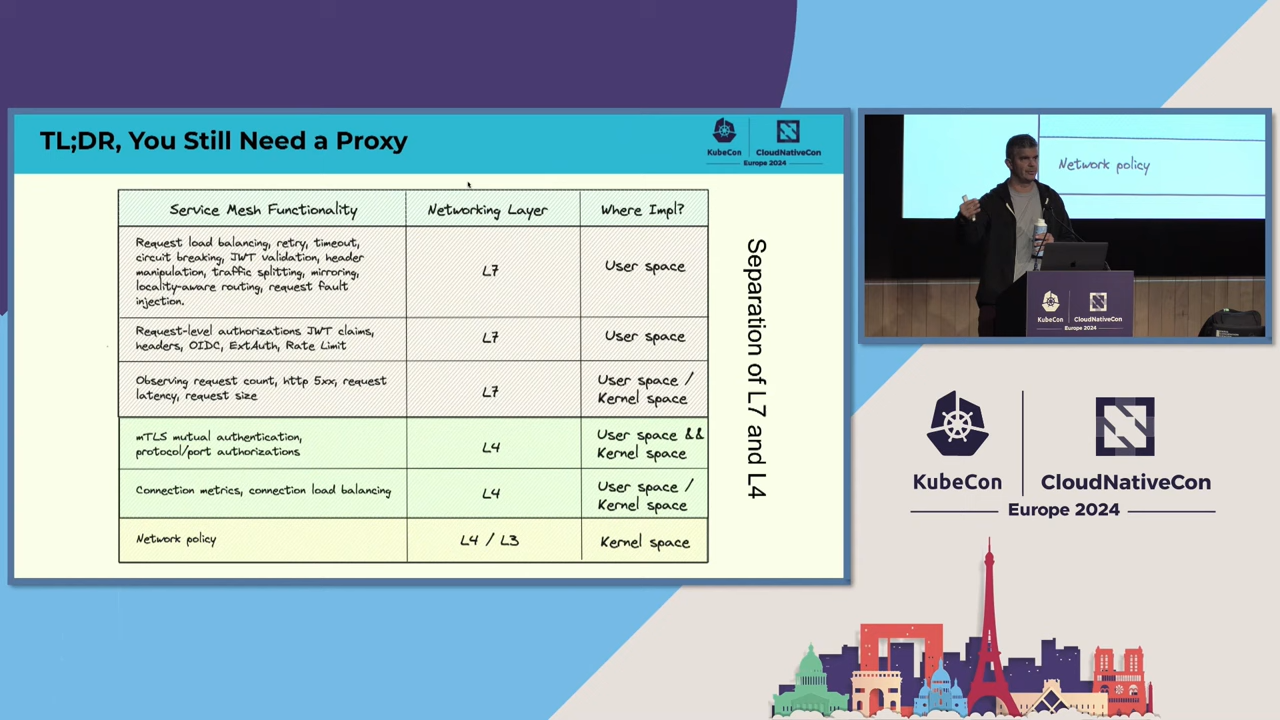 TL;DR, You Still Need a Proxy
KubeCon
CloudNativeCon
Europe 2024
Service Mesh Functionality
Networking Layer
Where Impl?
Request load balancing, retry, timeout,
circuit breaking, JWT validation, header
manipulation, traffic splitting, mirroring,
locality-aware routing, request fault
injection.
L7
User space
Request-level authorizations JWT claims,
headers, OIDC, ExtAuth, Rate Limit
L7
User space
Observing request count, http 5xx, request
latency, request size
L7
User space /
Kernel space
mTLS mutual authentication,
protocol/port authorizations
L4
User space &&
Kernel space
Connection metrics, connection load balancing
L4
User space /
Kernel space
Network policy
L4 / L3
Kernel space
Separation of L7 and L4
Network policy
KubeCon
CloudNativeCon
Europe 2024
KubeCon
CloudNativeCon
Europe 2024